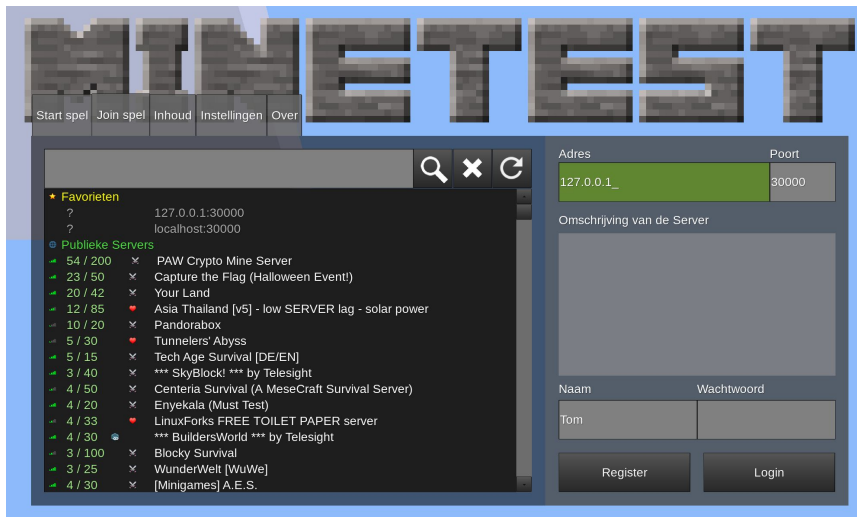 MINETEST
Start spel Join spel Inhoud Instellingen Over
Adres Poort
127.0.0.1_ 30000
Favorieten
? 127.0.0.1:30000
? localhost:30000
Omschrijving van de Server
Publieke Servers
54 / 200 PAW Crypto Mine Server
23 / 50 Capture the Flag (Halloween Event!)
20 / 42 Your Land
12 / 85 Asia Thailand [v5] - low SERVER lag - solar power
10 / 20 Pandorabox
5 / 30 Tunnelers' Abyss
5 / 15 Tech Age Survival [DE/EN]
3 / 40 *** SkyBlock! *** by Telesight
4 / 50 Centeria Survival (A MeseCraft Survival Server)
4 / 20 Enyekala (Must Test)
4 / 33 LinuxForks FREE TOILET PAPER server
4 / 30 *** BuildersWorld *** by Telesight
3 / 100 Blocky Survival
3 / 25 WunderWelt [WuWe]
4 / 30 [Minigames] A.E.S.
Naam Wachtwoord
Tom
Register Login